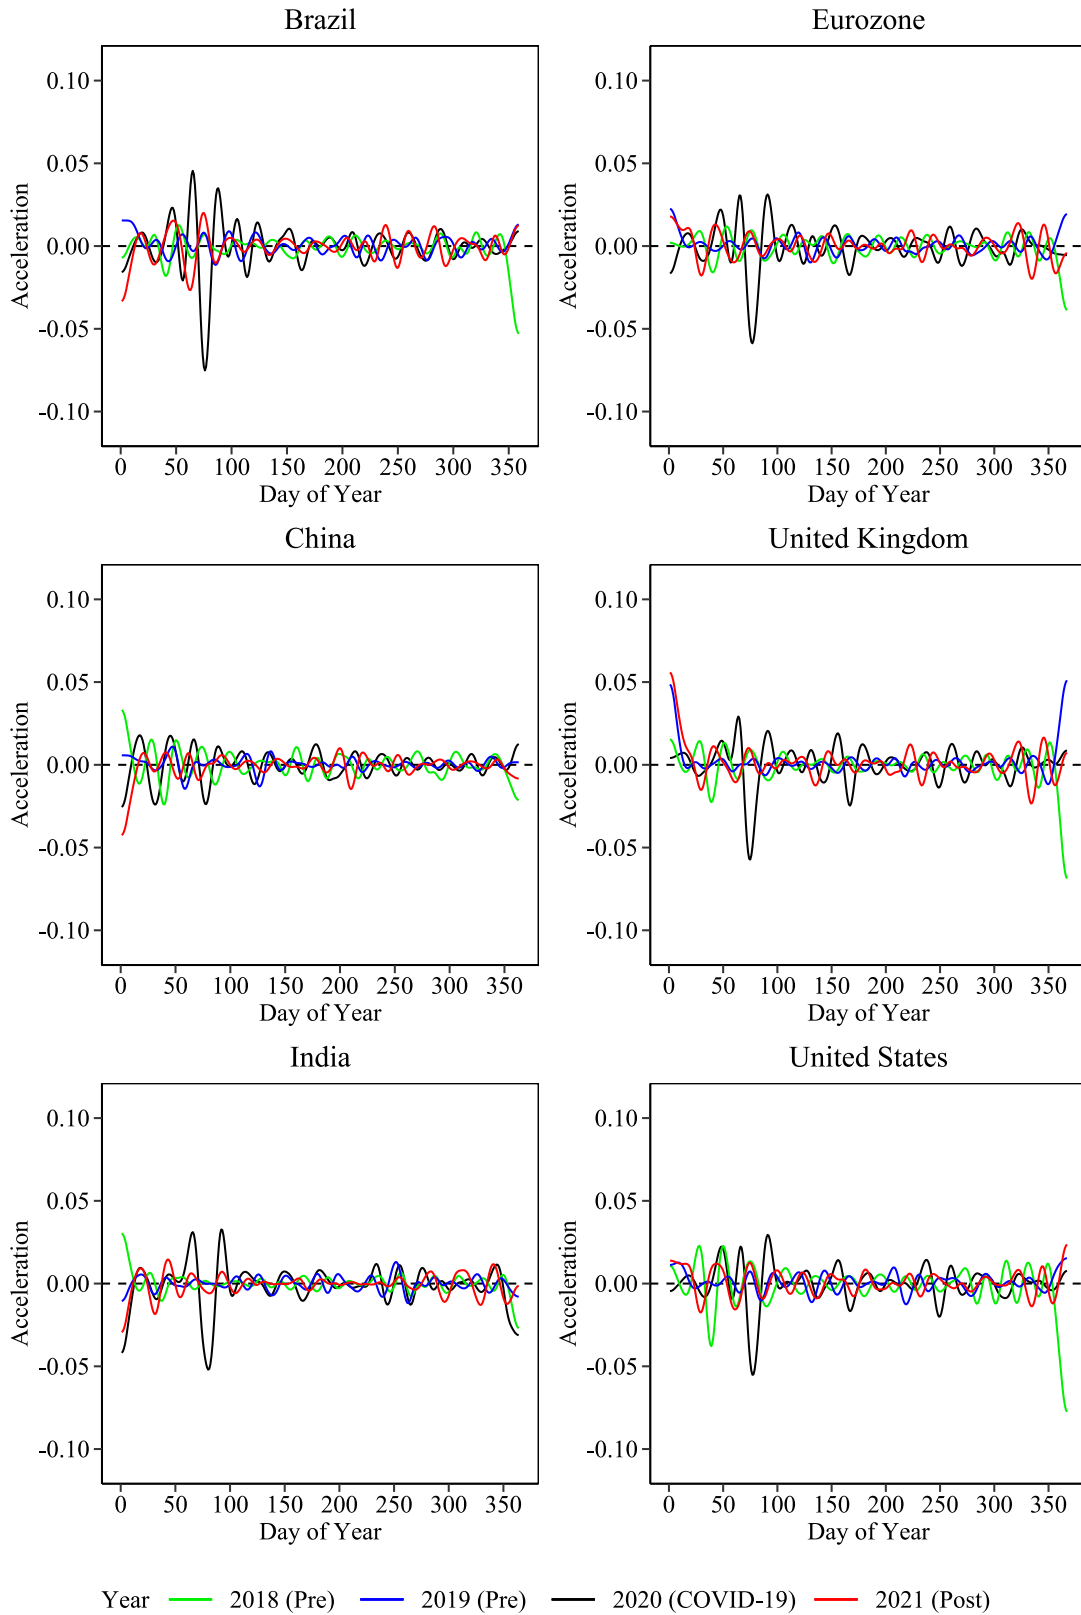 Brazil
Eurozone
0.10
0.05
0.00
-0.05
-0.10
Acceleration
0 50 100 150 200 250 300 350
Day of Year
0.10
0.05
0.00
-0.05
-0.10
Acceleration
0 50 100 150 200 250 300 350
Day of Year
China
United Kingdom
0.10
0.05
0.00
-0.05
-0.10
Acceleration
0 50 100 150 200 250 300 350
Day of Year
0.10
0.05
0.00
-0.05
-0.10
Acceleration
0 50 100 150 200 250 300 350
Day of Year
India
United States
0.10
0.05
0.00
-0.05
-0.10
Acceleration
0 50 100 150 200 250 300 350
Day of Year
0.10
0.05
0.00
-0.05
-0.10
Acceleration
0 50 100 150 200 250 300 350
Day of Year
Year 2018 (Pre) 2019 (Pre) 2020 (COVID-19) 2021 (Post)